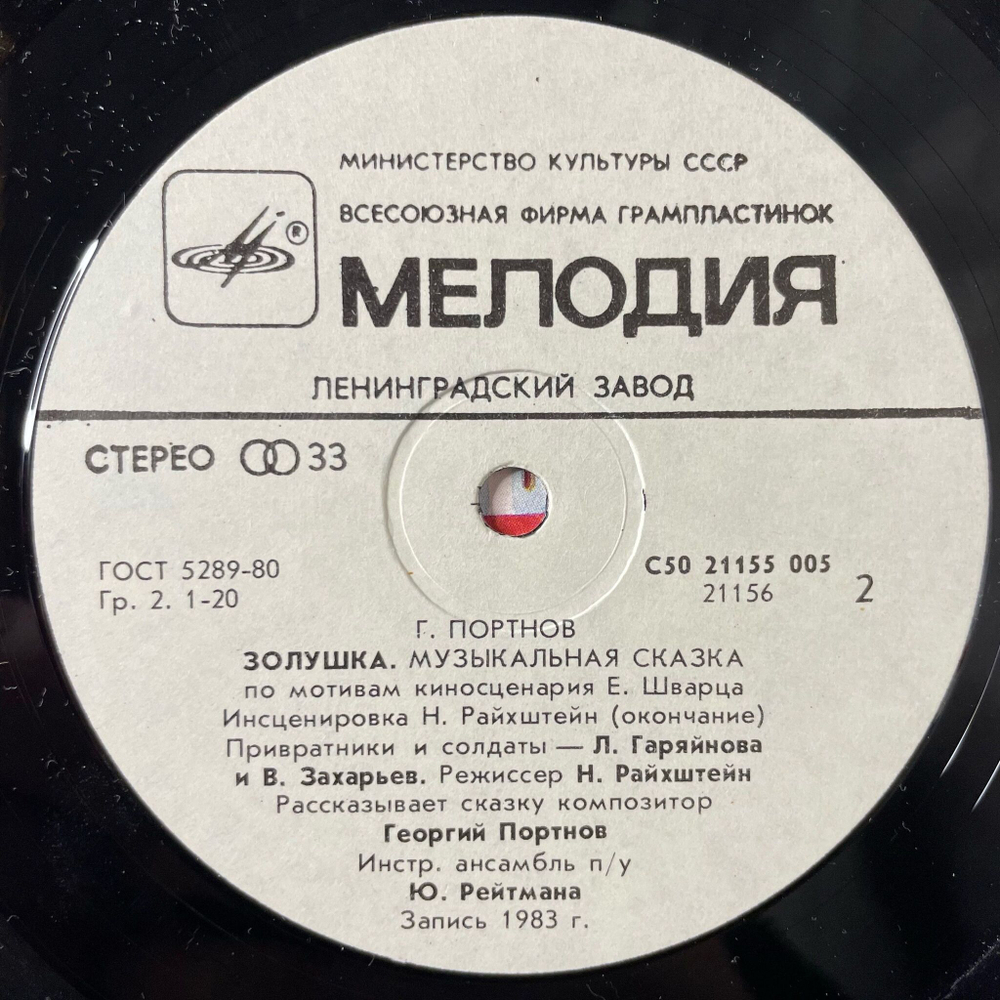 МИНИСТЕРСТВО КУЛЬТУРЫ СССР
ВСЕСОЮЗНАЯ ФИРМА ГРАМПЛАСТИНОК
®
МЕЛОДИЯ
ЛЕНИНГРАДСКИЙ ЗАВОД
СТЕРЕО 33
ГОСТ 5289-80
Гр. 2. 1-20
С50 21155 005
21156
2
Г. ПОРТНОВ
ЗОЛУШКА. МУЗЫКАЛЬНАЯ СКАЗКА
по мотивам киносценария Е. Шварца
Инсценировка Н. Райхштейн (окончание)
Привратники и солдаты — Л. Гаряйнова
и В. Захарьев. Режиссер Н. Райхштейн
Рассказывает сказку композитор
Георгий Портнов
Инстр. ансамбль п/у
Ю. Рейтмана
Запись 1983 г.